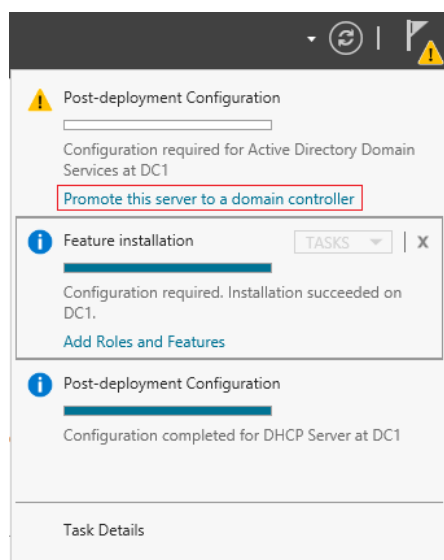 Post-deployment Configuration
Configuration required for Active Directory Domain
Services at DC1
Promote this server to a domain controller
Feature installation
TASKS
X
Configuration required. Installation succeeded on
DC1.
Add Roles and Features
Post-deployment Configuration
Configuration completed for DHCP Server at DC1
Task Details